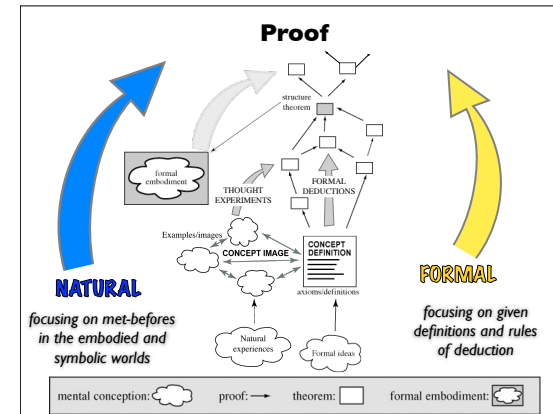 Proof
structure
theorem
formal
embodiment
THOUGHT
EXPERIMENTS
FORMAL
DEDUCTIONS
Examples/images
CONCEPT IMAGE
CONCEPT
DEFINITION
axioms/definitions
NATURAL
focusing on met-befores
in the embodied and
symbolic worlds
FORMAL
focusing on given
definitions and rules
of deduction
Natural
experiences
Formal ideas
mental conception:
proof:
theorem:
formal embodiment: